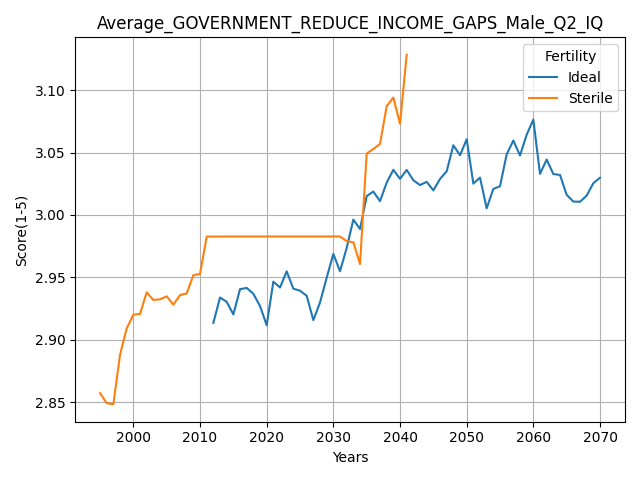 Average_GOVERNMENT_REDUCE_INCOME_GAPS_Male_Q2_IQ
Fertility
Ideal
Sterile
Score(1-5)
3.10
3.05
3.00
2.95
2.90
2.85
2000 2010 2020 2030 2040 2050 2060 2070
Years